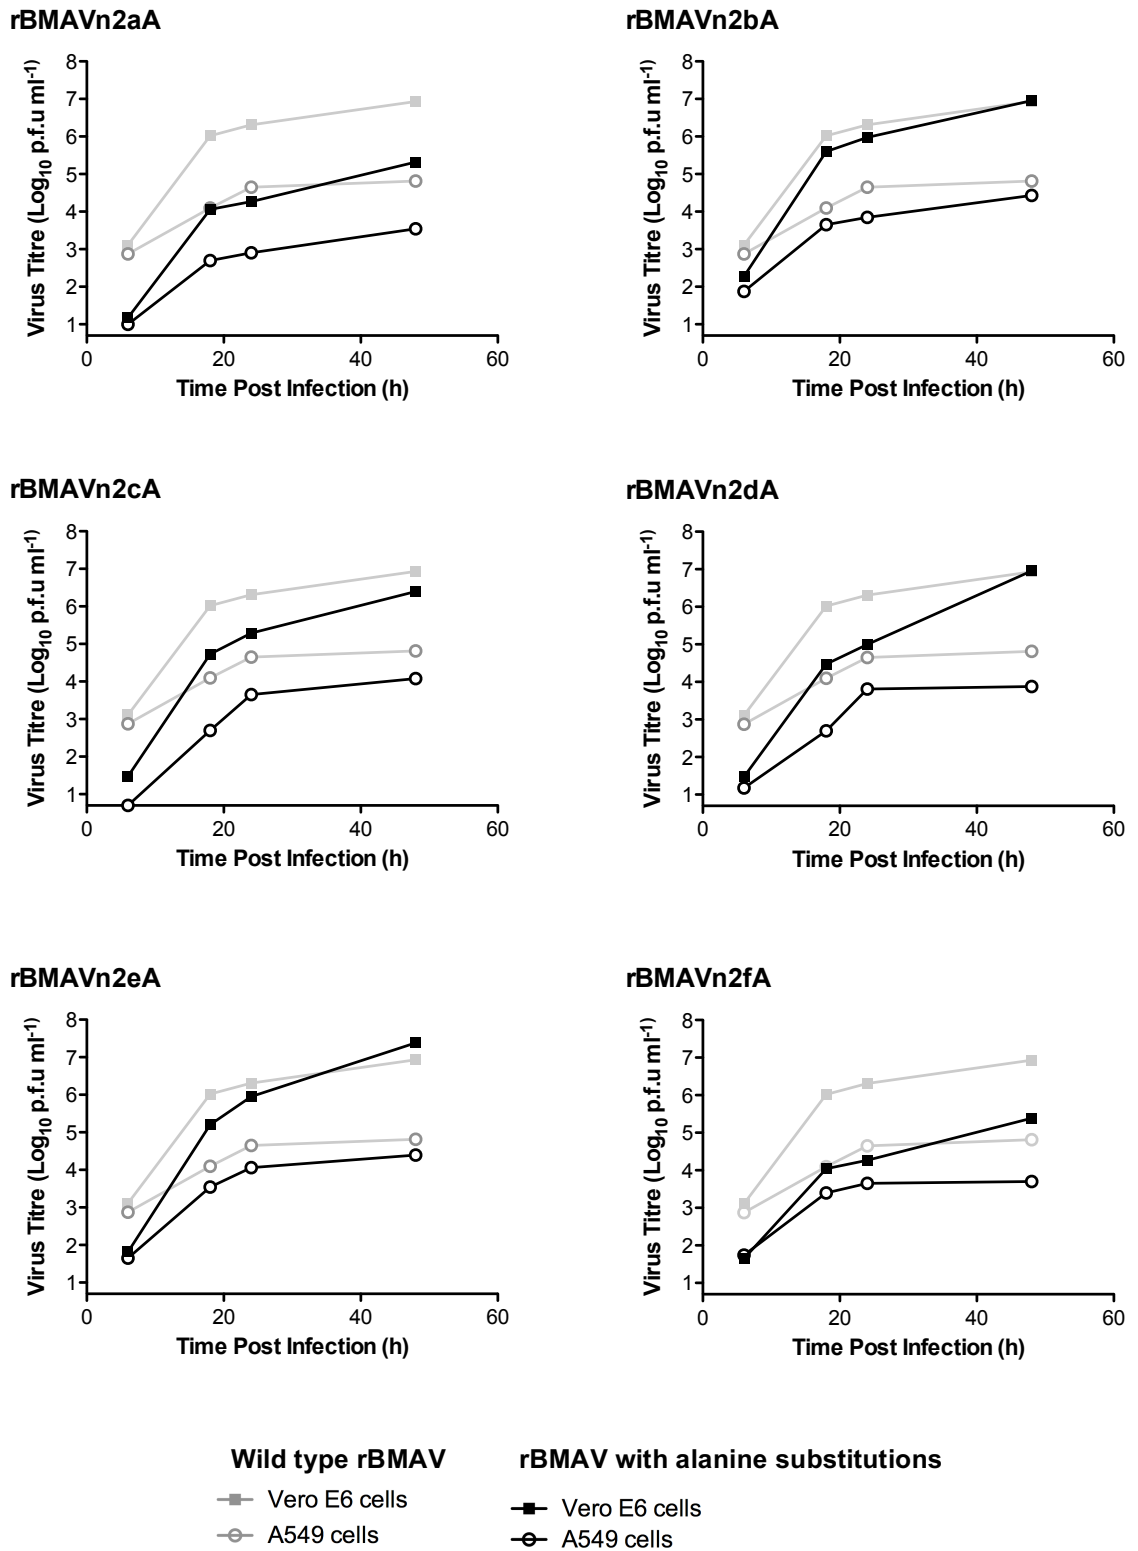 rBMAVn2aA
rBMAVn2bA
Virus Titre (Log10 p.f.u ml-1)
8
7
6
5
4
3
2
1
0 20 40 60
Time Post Infection (h)
Virus Titre (Log10 p.f.u ml-1)
8
7
6
5
4
3
2
1
0 20 40 60
Time Post Infection (h)
rBMAVn2cA
rBMAVn2dA
Virus Titre (Log10 p.f.u ml-1)
8
7
6
5
4
3
2
1
0 20 40 60
Time Post Infection (h)
Virus Titre (Log10 p.f.u ml-1)
8
7
6
5
4
3
2
1
0 20 40 60
Time Post Infection (h)
rBMAVn2eA
rBMAVn2fA
Virus Titre (Log10 p.f.u ml-1)
8
7
6
5
4
3
2
1
0 20 40 60
Time Post Infection (h)
Virus Titre (Log10 p.f.u ml-1)
8
7
6
5
4
3
2
1
0 20 40 60
Time Post Infection (h)
Wild type rBMAV
Vero E6 cells
A549 cells
rBMAV with alanine substitutions
Vero E6 cells
A549 cells